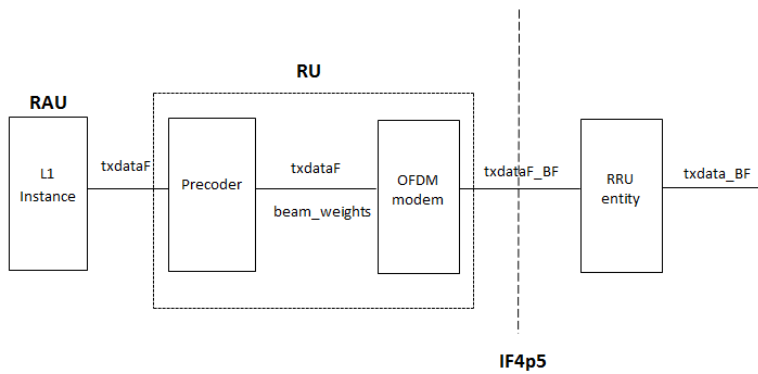 RU
RAU
L1
Instance
txdataF
Precoder
txdataF
beam_weights
OFDM
modem
txdataF_BF
RRU
entity
txdata_BF
IF4p5